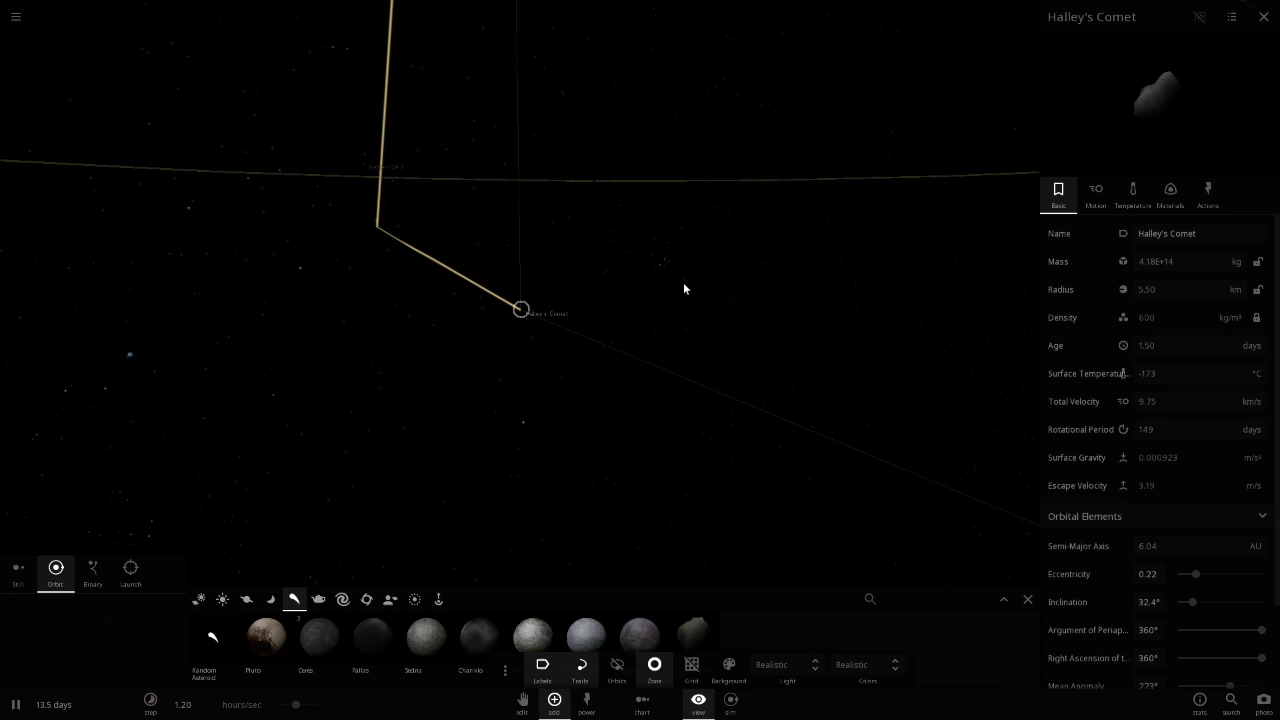 Halley's Comet
Halley's Comet
Basic
Motion
Temperature
Materials
Actions
Name Halley's Comet
Mass 4.18E+14 kg
Radius 5.50 km
Density 600 kg/m³
Age 1.50 days
Surface Temperatur... -173 °C
Total Velocity 9.75 km/s
Rotational Period 149 days
Surface Gravity 0.000923 m/s²
Escape Velocity 3.19 m/s
Orbital Elements
Semi-Major Axis 6.04 AU
Eccentricity 0.22
Inclination 32.4°
Argument of Periap... 360°
Right Ascension of t... 360°
Mean Anomaly 223°
Still
Orbit
Binary
Launch
3
Random Asteroid
Pluto
Ceres
Pallas
Sedna
Chariklo
Labels
Trails
Orbits
Zone
Grid
Background
Realistic
Light
Realistic
Colors
13.5 days
step
1.20 hours/sec
edit
add
power
chart
view
sim
stats
search
photo